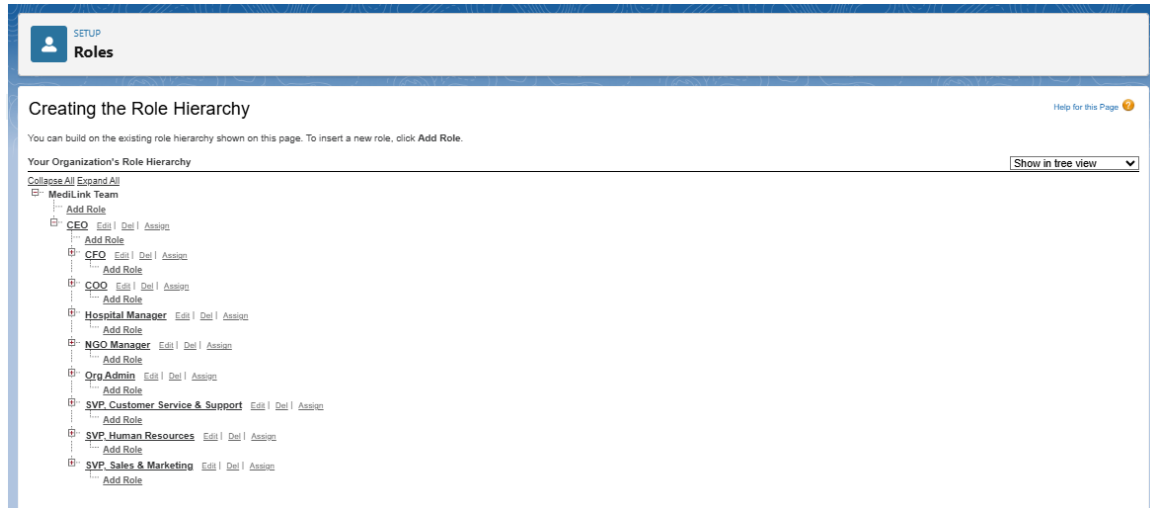 SETUP
Roles
Creating the Role Hierarchy
Help for this Page
You can build on the existing role hierarchy shown on this page. To insert a new role, click Add Role.
Your Organization's Role Hierarchy
Show in tree view
Collapse All Expand All
MediLink Team
Add Role
CEO Edit | Del | Assign
Add Role
CFO Edit | Del | Assign
Add Role
COO Edit | Del | Assign
Add Role
Hospital Manager Edit | Del | Assign
Add Role
NGO Manager Edit | Del | Assign
Add Role
Org Admin Edit | Del | Assign
Add Role
SVP, Customer Service & Support Edit | Del | Assign
Add Role
SVP, Human Resources Edit | Del | Assign
Add Role
SVP, Sales & Marketing Edit | Del | Assign
Add Role